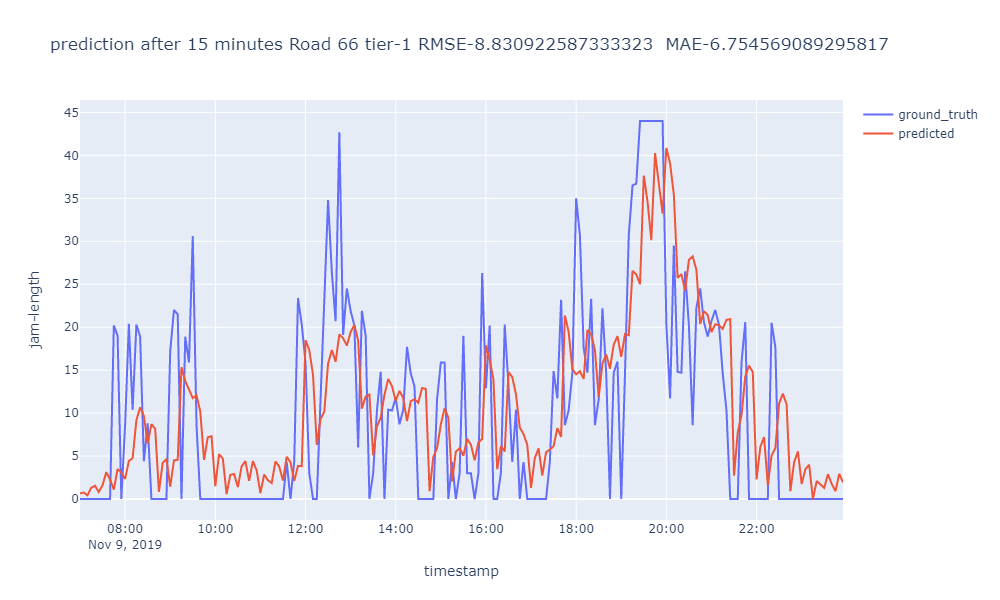 prediction after 15 minutes Road 66 tier-1 RMSE-8.830922587333323  MAE-6.754569089295817
ground_truth
predicted
45
40
35
30
25
20
15
10
5
0
jam-length
08:00 10:00 12:00 14:00 16:00 18:00 20:00 22:00
Nov 9, 2019
timestamp